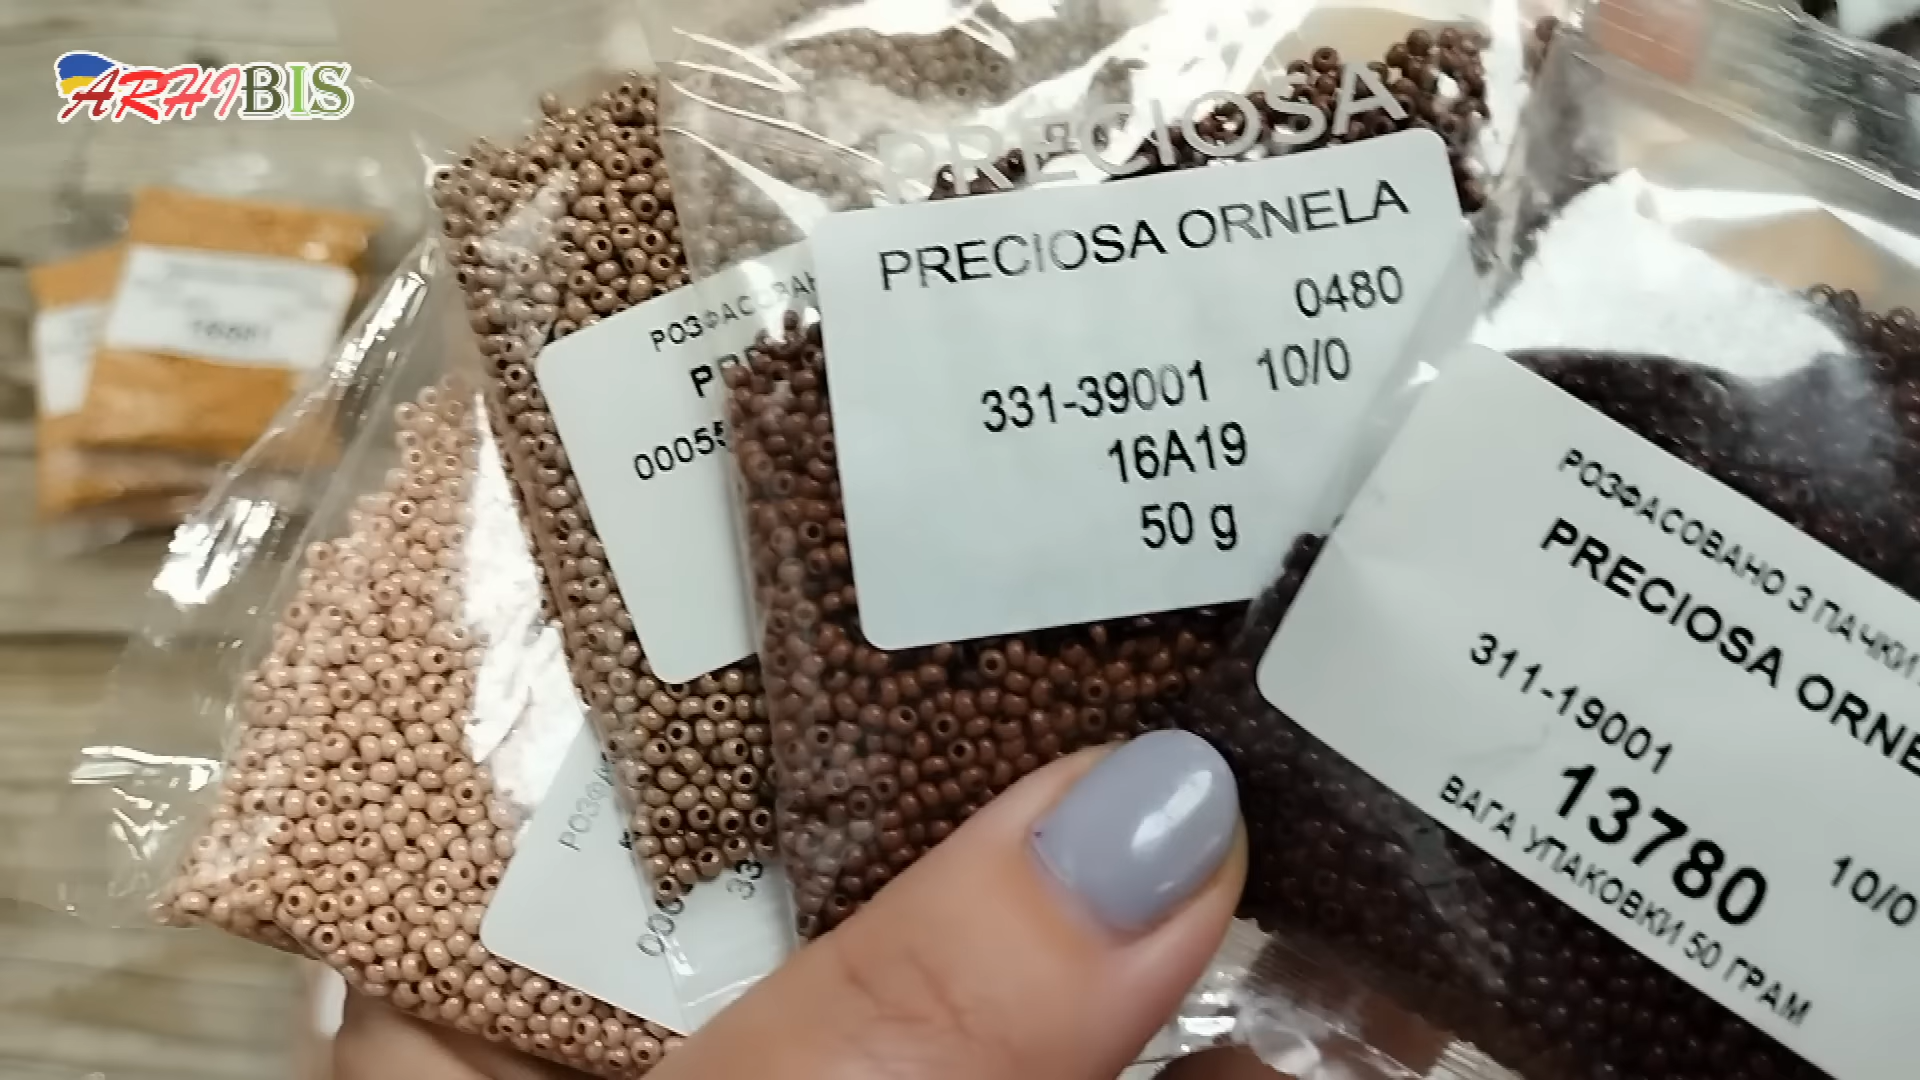 ARHIBIS
PRECIOSA
PRECIOSA ORNELA
0480
331-39001 10/0
16A19
50 g
РОЗФАСОВАНО З ПАЧКИ
PRECIOSA ORNE
311-19001
13780
10/0
ВАГА УПАКОВКИ 50 ГРАМ
РОЗФАСОВАН
00055